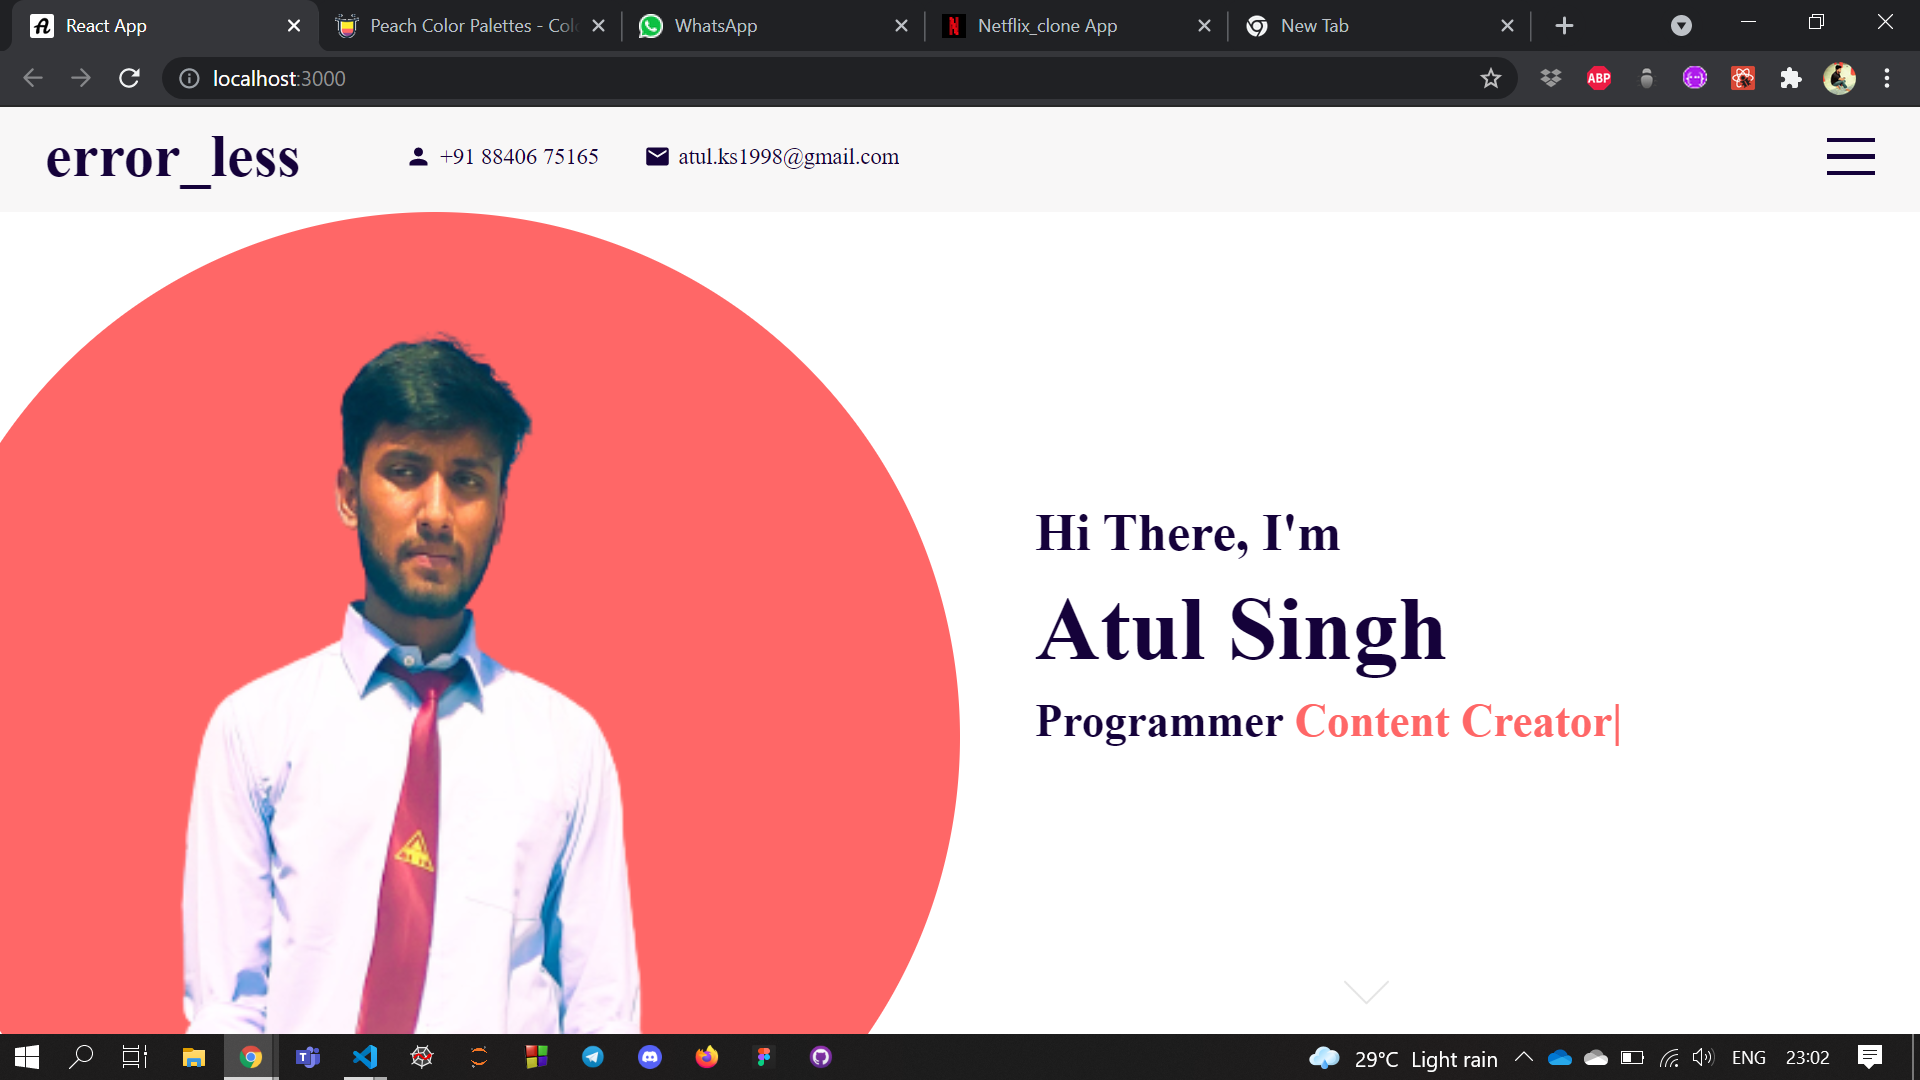 React App
Peach Color Palettes - Col
WhatsApp
Netflix_clone App
New Tab
localhost:3000
ABP
error_less
+91 88406 75165
atul.ks1998@gmail.com
Hi There, I'm
Atul Singh
Programmer Content Creator|
29°C Light rain
ENG
23:02